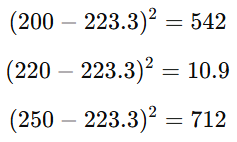 (200 − 223.3)² = 542
(220 − 223.3)² = 10.9
(250 − 223.3)² = 712